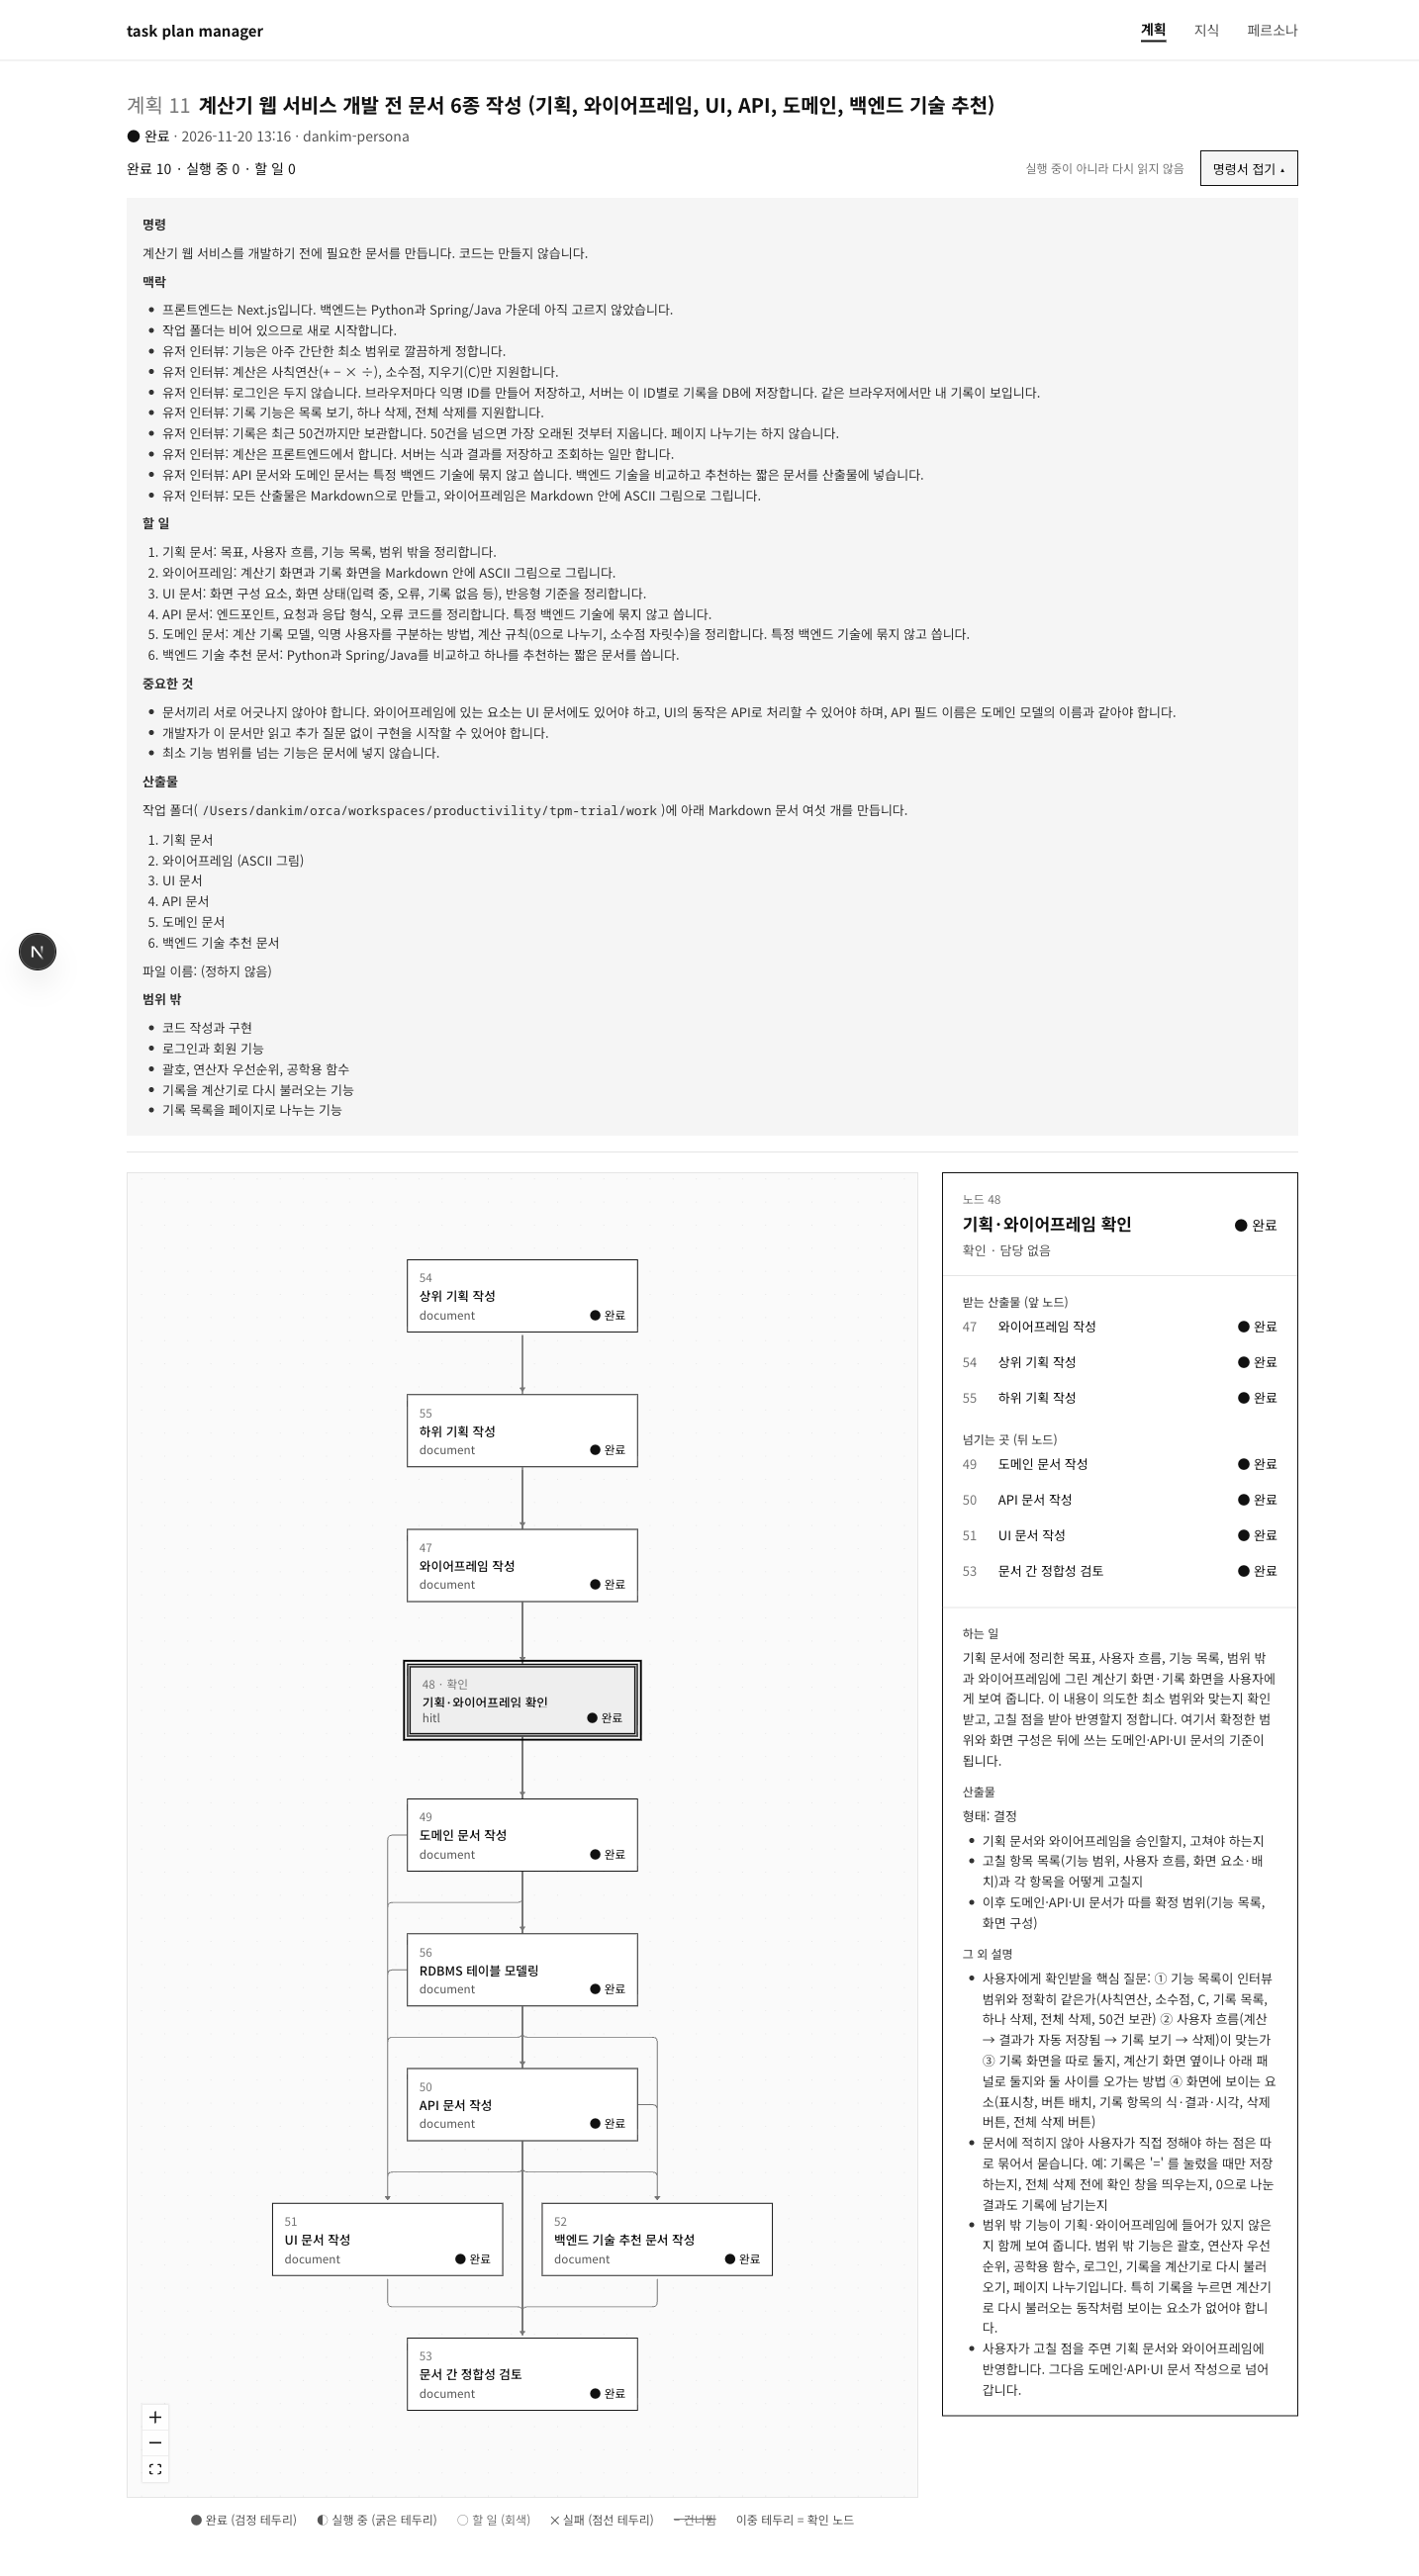 task plan manager
계획 지식 페르소나
계획 11 계산기 웹 서비스 개발 전 문서 6종 작성 (기획, 와이어프레임, UI, API, 도메인, 백엔드 기술 추천)
● 완료 · 2026-11-20 13:16 · dankim-persona
완료 10 · 실행 중 0 · 할 일 0
실행 중이 아니라 다시 읽지 않음
명령서 접기 ▴
명령
계산기 웹 서비스를 개발하기 전에 필요한 문서를 만듭니다. 코드는 만들지 않습니다.
맥락
• 프론트엔드는 Next.js입니다. 백엔드는 Python과 Spring/Java 가운데 아직 고르지 않았습니다.
• 작업 폴더는 비어 있으므로 새로 시작합니다.
• 유저 인터뷰: 기능은 아주 간단한 최소 범위로 깔끔하게 정합니다.
• 유저 인터뷰: 계산은 사칙연산(+ − × ÷), 소수점, 지우기(C)만 지원합니다.
• 유저 인터뷰: 로그인은 두지 않습니다. 브라우저마다 익명 ID를 만들어 저장하고, 서버는 이 ID별로 기록을 DB에 저장합니다. 같은 브라우저에서만 내 기록이 보입니다.
• 유저 인터뷰: 기록 기능은 목록 보기, 하나 삭제, 전체 삭제를 지원합니다.
• 유저 인터뷰: 기록은 최근 50건까지만 보관합니다. 50건을 넘으면 가장 오래된 것부터 지웁니다. 페이지 나누기는 하지 않습니다.
• 유저 인터뷰: 계산은 프론트엔드에서 합니다. 서버는 식과 결과를 저장하고 조회하는 일만 합니다.
• 유저 인터뷰: API 문서와 도메인 문서는 특정 백엔드 기술에 묶지 않고 씁니다. 백엔드 기술을 비교하고 추천하는 짧은 문서를 산출물에 넣습니다.
• 유저 인터뷰: 모든 산출물은 Markdown으로 만들고, 와이어프레임은 Markdown 안에 ASCII 그림으로 그립니다.
할 일
1. 기획 문서: 목표, 사용자 흐름, 기능 목록, 범위 밖을 정리합니다.
2. 와이어프레임: 계산기 화면과 기록 화면을 Markdown 안에 ASCII 그림으로 그립니다.
3. UI 문서: 화면 구성 요소, 화면 상태(입력 중, 오류, 기록 없음 등), 반응형 기준을 정리합니다.
4. API 문서: 엔드포인트, 요청과 응답 형식, 오류 코드를 정리합니다. 특정 백엔드 기술에 묶지 않고 씁니다.
5. 도메인 문서: 계산 기록 모델, 익명 사용자를 구분하는 방법, 계산 규칙(0으로 나누기, 소수점 자릿수)을 정리합니다. 특정 백엔드 기술에 묶지 않고 씁니다.
6. 백엔드 기술 추천 문서: Python과 Spring/Java를 비교하고 하나를 추천하는 짧은 문서를 씁니다.
중요한 것
• 문서끼리 서로 어긋나지 않아야 합니다. 와이어프레임에 있는 요소는 UI 문서에도 있어야 하고, UI의 동작은 API로 처리할 수 있어야 하며, API 필드 이름은 도메인 모델의 이름과 같아야 합니다.
• 개발자가 이 문서만 읽고 추가 질문 없이 구현을 시작할 수 있어야 합니다.
• 최소 기능 범위를 넘는 기능은 문서에 넣지 않습니다.
산출물
작업 폴더( /Users/dankim/orca/workspaces/productivility/tpm-trial/work )에 아래 Markdown 문서 여섯 개를 만듭니다.
1. 기획 문서
2. 와이어프레임 (ASCII 그림)
3. UI 문서
4. API 문서
5. 도메인 문서
6. 백엔드 기술 추천 문서
파일 이름: (정하지 않음)
범위 밖
• 코드 작성과 구현
• 로그인과 회원 기능
• 괄호, 연산자 우선순위, 공학용 함수
• 기록을 계산기로 다시 불러오는 기능
• 기록 목록을 페이지로 나누는 기능
N
54
상위 기획 작성
document ● 완료
55
하위 기획 작성
document ● 완료
47
와이어프레임 작성
document ● 완료
48 · 확인
기획·와이어프레임 확인
hitl ● 완료
49
도메인 문서 작성
document ● 완료
56
RDBMS 테이블 모델링
document ● 완료
50
API 문서 작성
document ● 완료
51
UI 문서 작성
document ● 완료
52
백엔드 기술 추천 문서 작성
document ● 완료
53
문서 간 정합성 검토
document ● 완료
● 완료 (검정 테두리) ◐ 실행 중 (굵은 테두리) ○ 할 일 (회색) × 실패 (점선 테두리) – 건너뜀 이중 테두리 = 확인 노드
노드 48
기획·와이어프레임 확인 ● 완료
확인 · 담당 없음
받는 산출물 (앞 노드)
47 와이어프레임 작성 ● 완료
54 상위 기획 작성 ● 완료
55 하위 기획 작성 ● 완료
넘기는 곳 (뒤 노드)
49 도메인 문서 작성 ● 완료
50 API 문서 작성 ● 완료
51 UI 문서 작성 ● 완료
53 문서 간 정합성 검토 ● 완료
하는 일
기획 문서에 정리한 목표, 사용자 흐름, 기능 목록, 범위 밖
과 와이어프레임에 그린 계산기 화면·기록 화면을 사용자에
게 보여 줍니다. 이 내용이 의도한 최소 범위와 맞는지 확인
받고, 고칠 점을 받아 반영할지 정합니다. 여기서 확정한 범
위와 화면 구성은 뒤에 쓰는 도메인·API·UI 문서의 기준이
됩니다.
산출물
형태: 결정
• 기획 문서와 와이어프레임을 승인할지, 고쳐야 하는지
• 고칠 항목 목록(기능 범위, 사용자 흐름, 화면 요소·배
치)과 각 항목을 어떻게 고칠지
• 이후 도메인·API·UI 문서가 따를 확정 범위(기능 목록,
화면 구성)
그 외 설명
• 사용자에게 확인받을 핵심 질문: ① 기능 목록이 인터뷰
범위와 정확히 같은가(사칙연산, 소수점, C, 기록 목록,
하나 삭제, 전체 삭제, 50건 보관) ② 사용자 흐름(계산
→ 결과가 자동 저장됨 → 기록 보기 → 삭제)이 맞는가
③ 기록 화면을 따로 둘지, 계산기 화면 옆이나 아래 패
널로 둘지와 둘 사이를 오가는 방법 ④ 화면에 보이는 요
소(표시창, 버튼 배치, 기록 항목의 식·결과·시각, 삭제
버튼, 전체 삭제 버튼)
• 문서에 적히지 않아 사용자가 직접 정해야 하는 점은 따
로 묶어서 묻습니다. 예: 기록은 '=' 를 눌렀을 때만 저장
하는지, 전체 삭제 전에 확인 창을 띄우는지, 0으로 나눈
결과도 기록에 남기는지
• 범위 밖 기능이 기획·와이어프레임에 들어가 있지 않은
지 함께 보여 줍니다. 범위 밖 기능은 괄호, 연산자 우선
순위, 공학용 함수, 로그인, 기록을 계산기로 다시 불러
오기, 페이지 나누기입니다. 특히 기록을 누르면 계산기
로 다시 불러오는 동작처럼 보이는 요소가 없어야 합니
다.
• 사용자가 고칠 점을 주면 기획 문서와 와이어프레임에
반영합니다. 그다음 도메인·API·UI 문서 작성으로 넘어
갑니다.